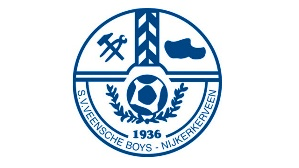 1936
S.V. VEENSCHE BOYS - NIJKERKERVEEN